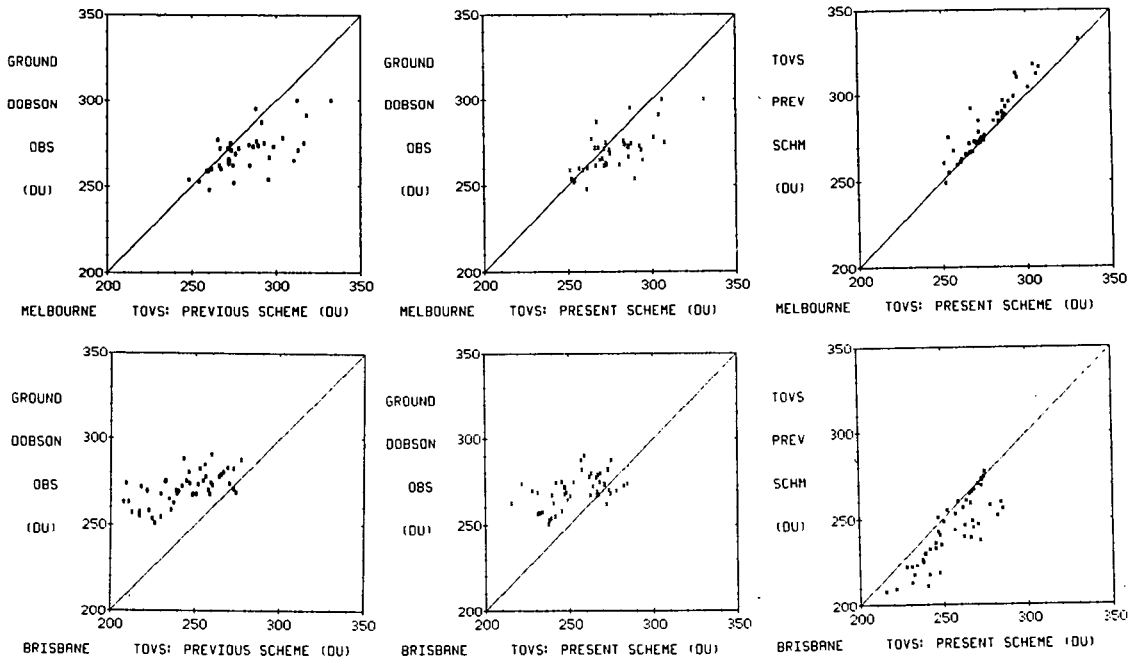 350
GROUND
DOBSON
300
OBS
(DU)
250
200
200 250 300 350
MELBOURNE TOVS: PREVIOUS SCHEME (DU)
350
GROUND
DOBSON
300
OBS
(DU)
250
200
200 250 300 350
MELBOURNE TOVS: PRESENT SCHEME (DU)
350
TOVS
PREV
300
SCHM
(DU)
250
200
200 250 300 350
MELBOURNE TOVS: PRESENT SCHEME (DU)
350
GROUND
DOBSON
300
OBS
(DU)
250
200
200 250 300 350
BRISBANE TOVS: PREVIOUS SCHEME (DU)
350
GROUND
DOBSON
300
OBS
(DU)
250
200
200 250 300 350
BRISBANE TOVS: PRESENT SCHEME (DU)
350
TOVS
PREV
300
SCHM
(DU)
250
200
200 250 300 350
BRISBANE TOVS: PRESENT SCHEME (DU)